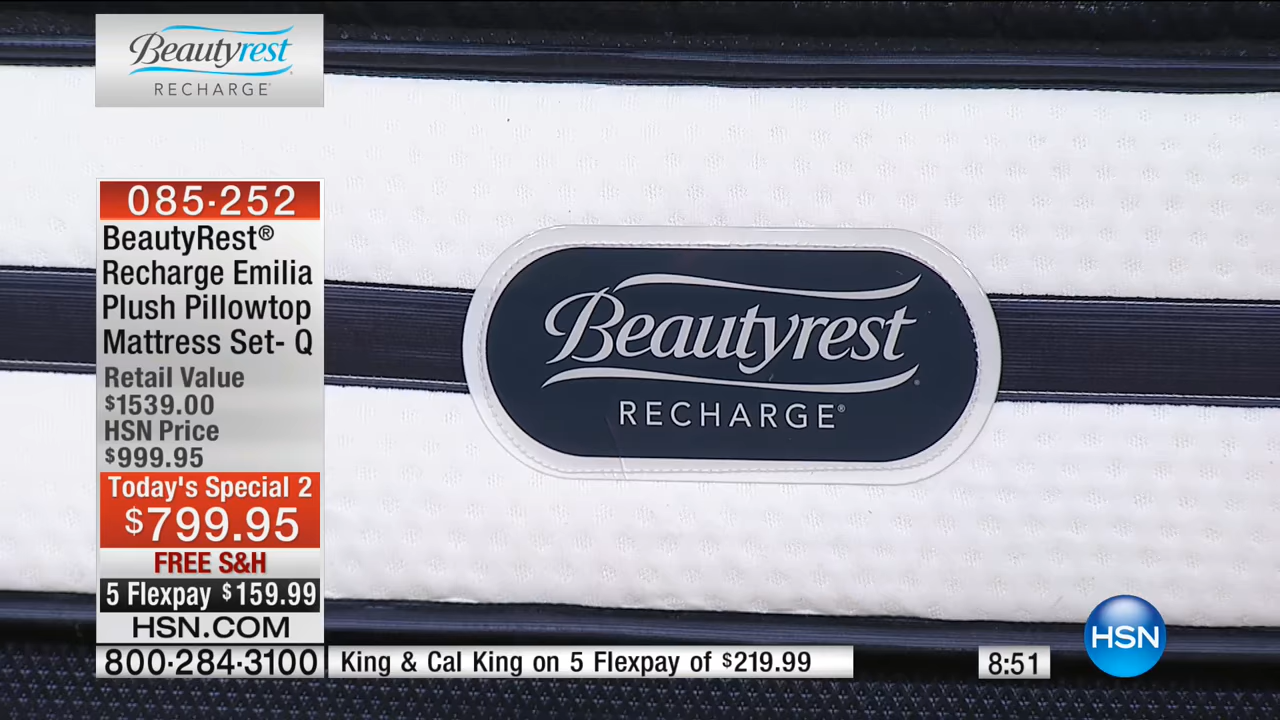 Beautyrest
RECHARGE
085·252
BeautyRest®
Recharge Emilia
Plush Pillowtop
Mattress Set- Q
Retail Value
$1539.00
HSN Price
$999.95
Today's Special 2
$799.95
FREE S&H
5 Flexpay $159.99
HSN.COM
800·284·3100
King & Cal King on 5 Flexpay of $219.99
8:51
HSN
Beautyrest
RECHARGE®